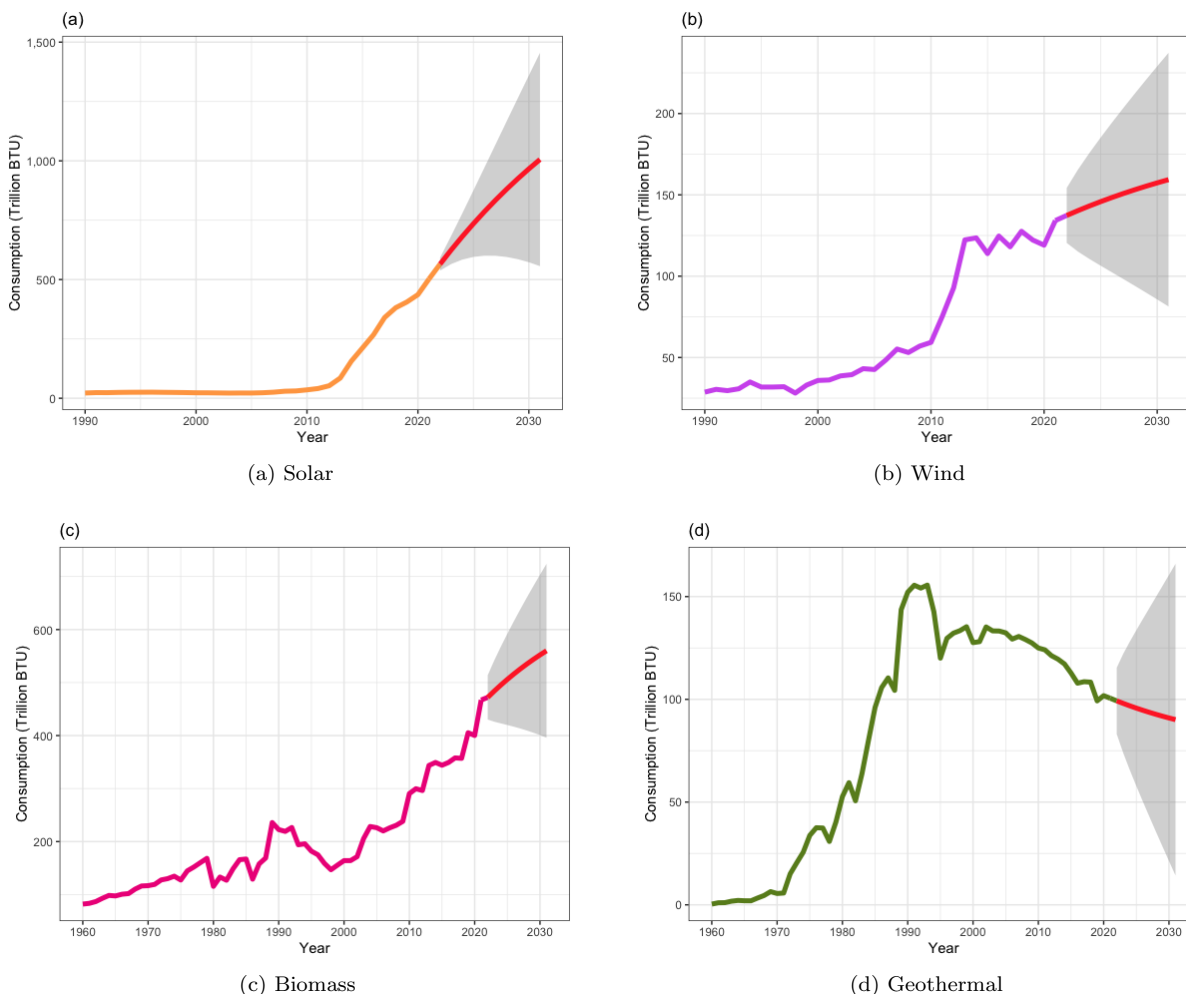 (a)
1,500
1,000
500
0
Consumption (Trillion BTU)
1990 2000 2010 2020 2030
Year
(a) Solar
(b)
200
150
100
50
Consumption (Trillion BTU)
1990 2000 2010 2020 2030
Year
(b) Wind
(c)
600
400
200
Consumption (Trillion BTU)
1960 1970 1980 1990 2000 2010 2020 2030
Year
(c) Biomass
(d)
150
100
50
0
Consumption (Trillion BTU)
1960 1970 1980 1990 2000 2010 2020 2030
Year
(d) Geothermal